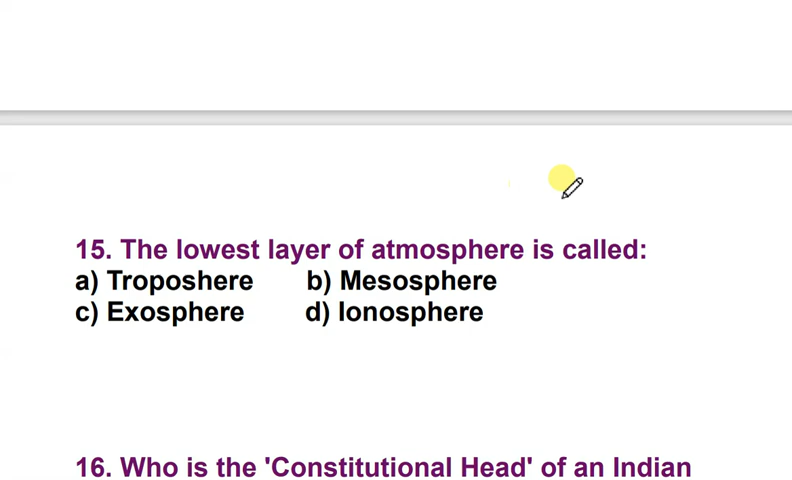 15. The lowest layer of atmosphere is called:
a) Troposhere b) Mesosphere
c) Exosphere d) Ionosphere
16. Who is the 'Constitutional Head' of an Indian